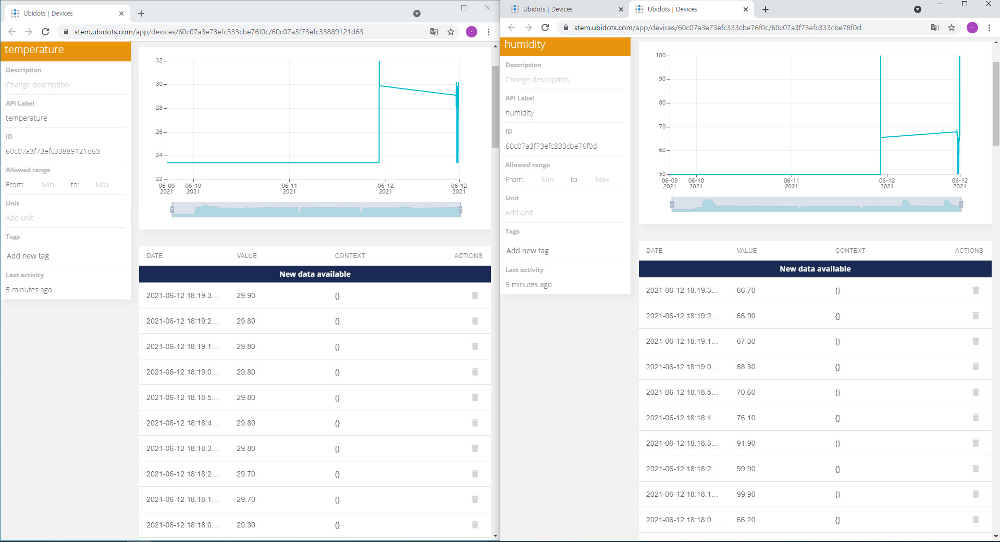 Ubidots | Devices
stem.ubidots.com/app/devices/60c07a3e73efc333cbe76f0c/60c07a3f73efc33889121d63
-
temperature
Description
Change description
API Label
temperature
ID
60c07a3f73efc33889121d63
Allowed range
From: Min to: Max
Unit
Add unit
Tags
Add new tag
Last activity
5 minutes ago
32
30
28
26
24
22
06-09 06-10 06-11 06-12 06-12
2021 2021 2021 2021 2021
DATE VALUE CONTEXT ACTIONS
New data available
2021-06-12 18:19:3... 29.90 {}
2021-06-12 18:19:2... 29.80 {}
2021-06-12 18:19:1... 29.80 {}
2021-06-12 18:19:0... 29.80 {}
2021-06-12 18:18:5... 29.80 {}
2021-06-12 18:18:4... 29.80 {}
2021-06-12 18:18:3... 29.80 {}
2021-06-12 18:18:2... 29.70 {}
2021-06-12 18:18:1... 29.70 {}
2021-06-12 18:18:0... 29.30 {}
Ubidots | Devices Ubidots | Devices
stem.ubidots.com/app/devices/60c07a3e73efc333cbe76f0c/60c07a3f73efc333cbe76f0d
-
humidity
Description
Change description
API Label
humidity
ID
60c07a3f73efc333cbe76f0d
Allowed range
From: Min to: Max
Unit
Add unit
Tags
Add new tag
Last activity
5 minutes ago
100
90
80
70
60
50
06-09 06-10 06-11 06-12 06-12
2021 2021 2021 2021 2021
DATE VALUE CONTEXT ACTIONS
New data available
2021-06-12 18:19:3... 66.70 {}
2021-06-12 18:19:2... 66.90 {}
2021-06-12 18:19:1... 67.30 {}
2021-06-12 18:19:0... 68.30 {}
2021-06-12 18:18:5... 70.60 {}
2021-06-12 18:18:4... 76.10 {}
2021-06-12 18:18:3... 91.90 {}
2021-06-12 18:18:2... 99.90 {}
2021-06-12 18:18:1... 99.90 {}
2021-06-12 18:18:0... 66.20 {}